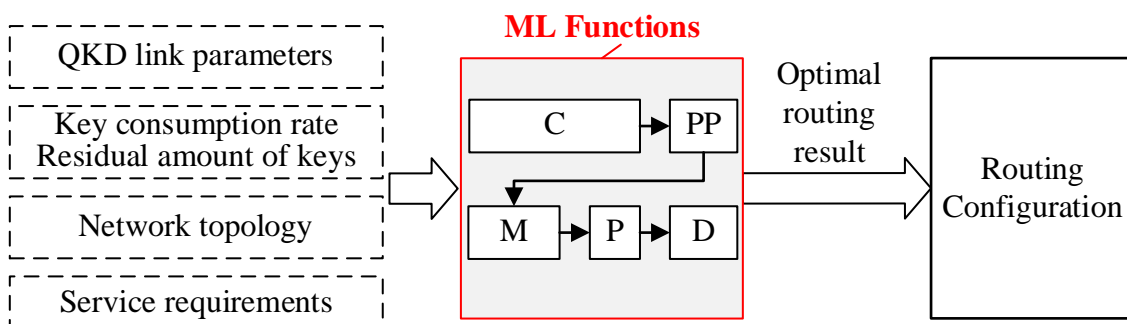 ML Functions
QKD link parameters
Key consumption rate
Residual amount of keys
Network topology
Service requirements
C
PP
M
P
D
Optimal
routing
result
Routing
Configuration